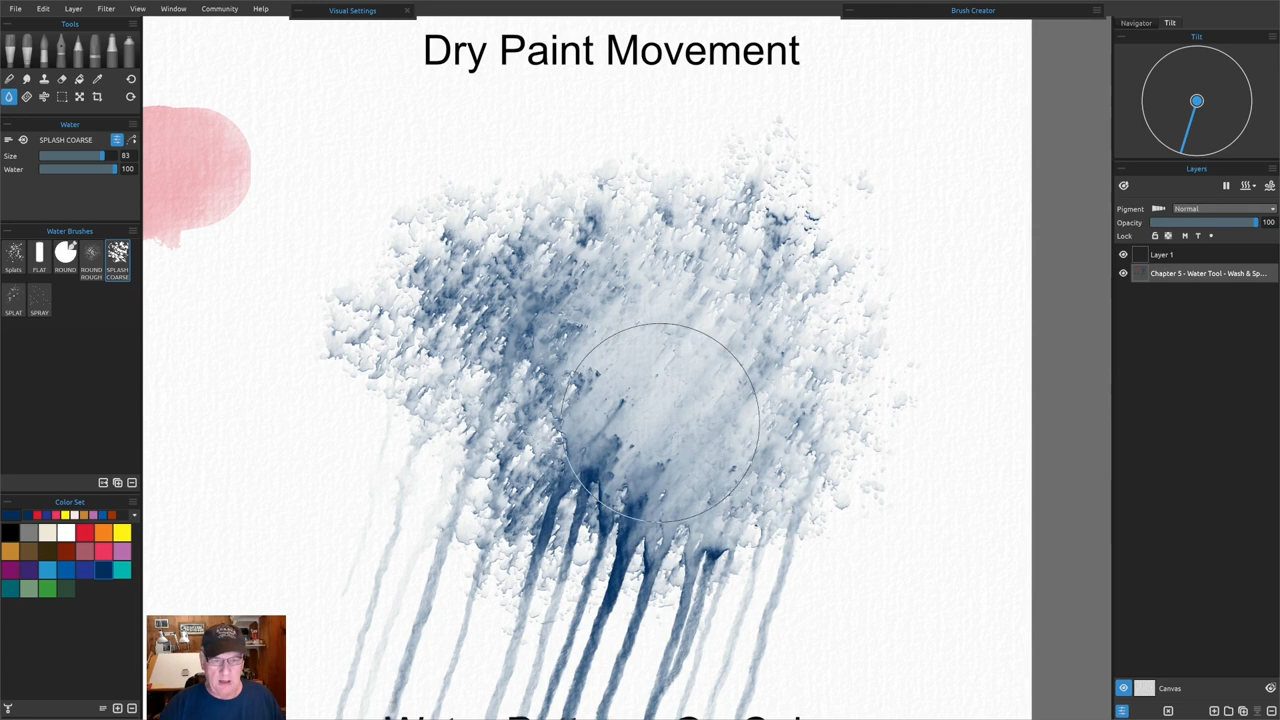 File Edit Layer Filter View Window Community Help
Visual Settings
Brush Creator
Tools
Navigator Tilt
Tilt
Dry Paint Movement
Water
SPLASH COARSE
Size 83
Water 100
Water Brushes
Splats FLAT ROUND ROUND ROUGH SPLASH COARSE
SPLAT SPRAY
Color Set
Layers
Pigment Normal
Opacity 100
Lock M T
Layer 1
Chapter 5 - Water Tool - Wash & Sp...
Canvas